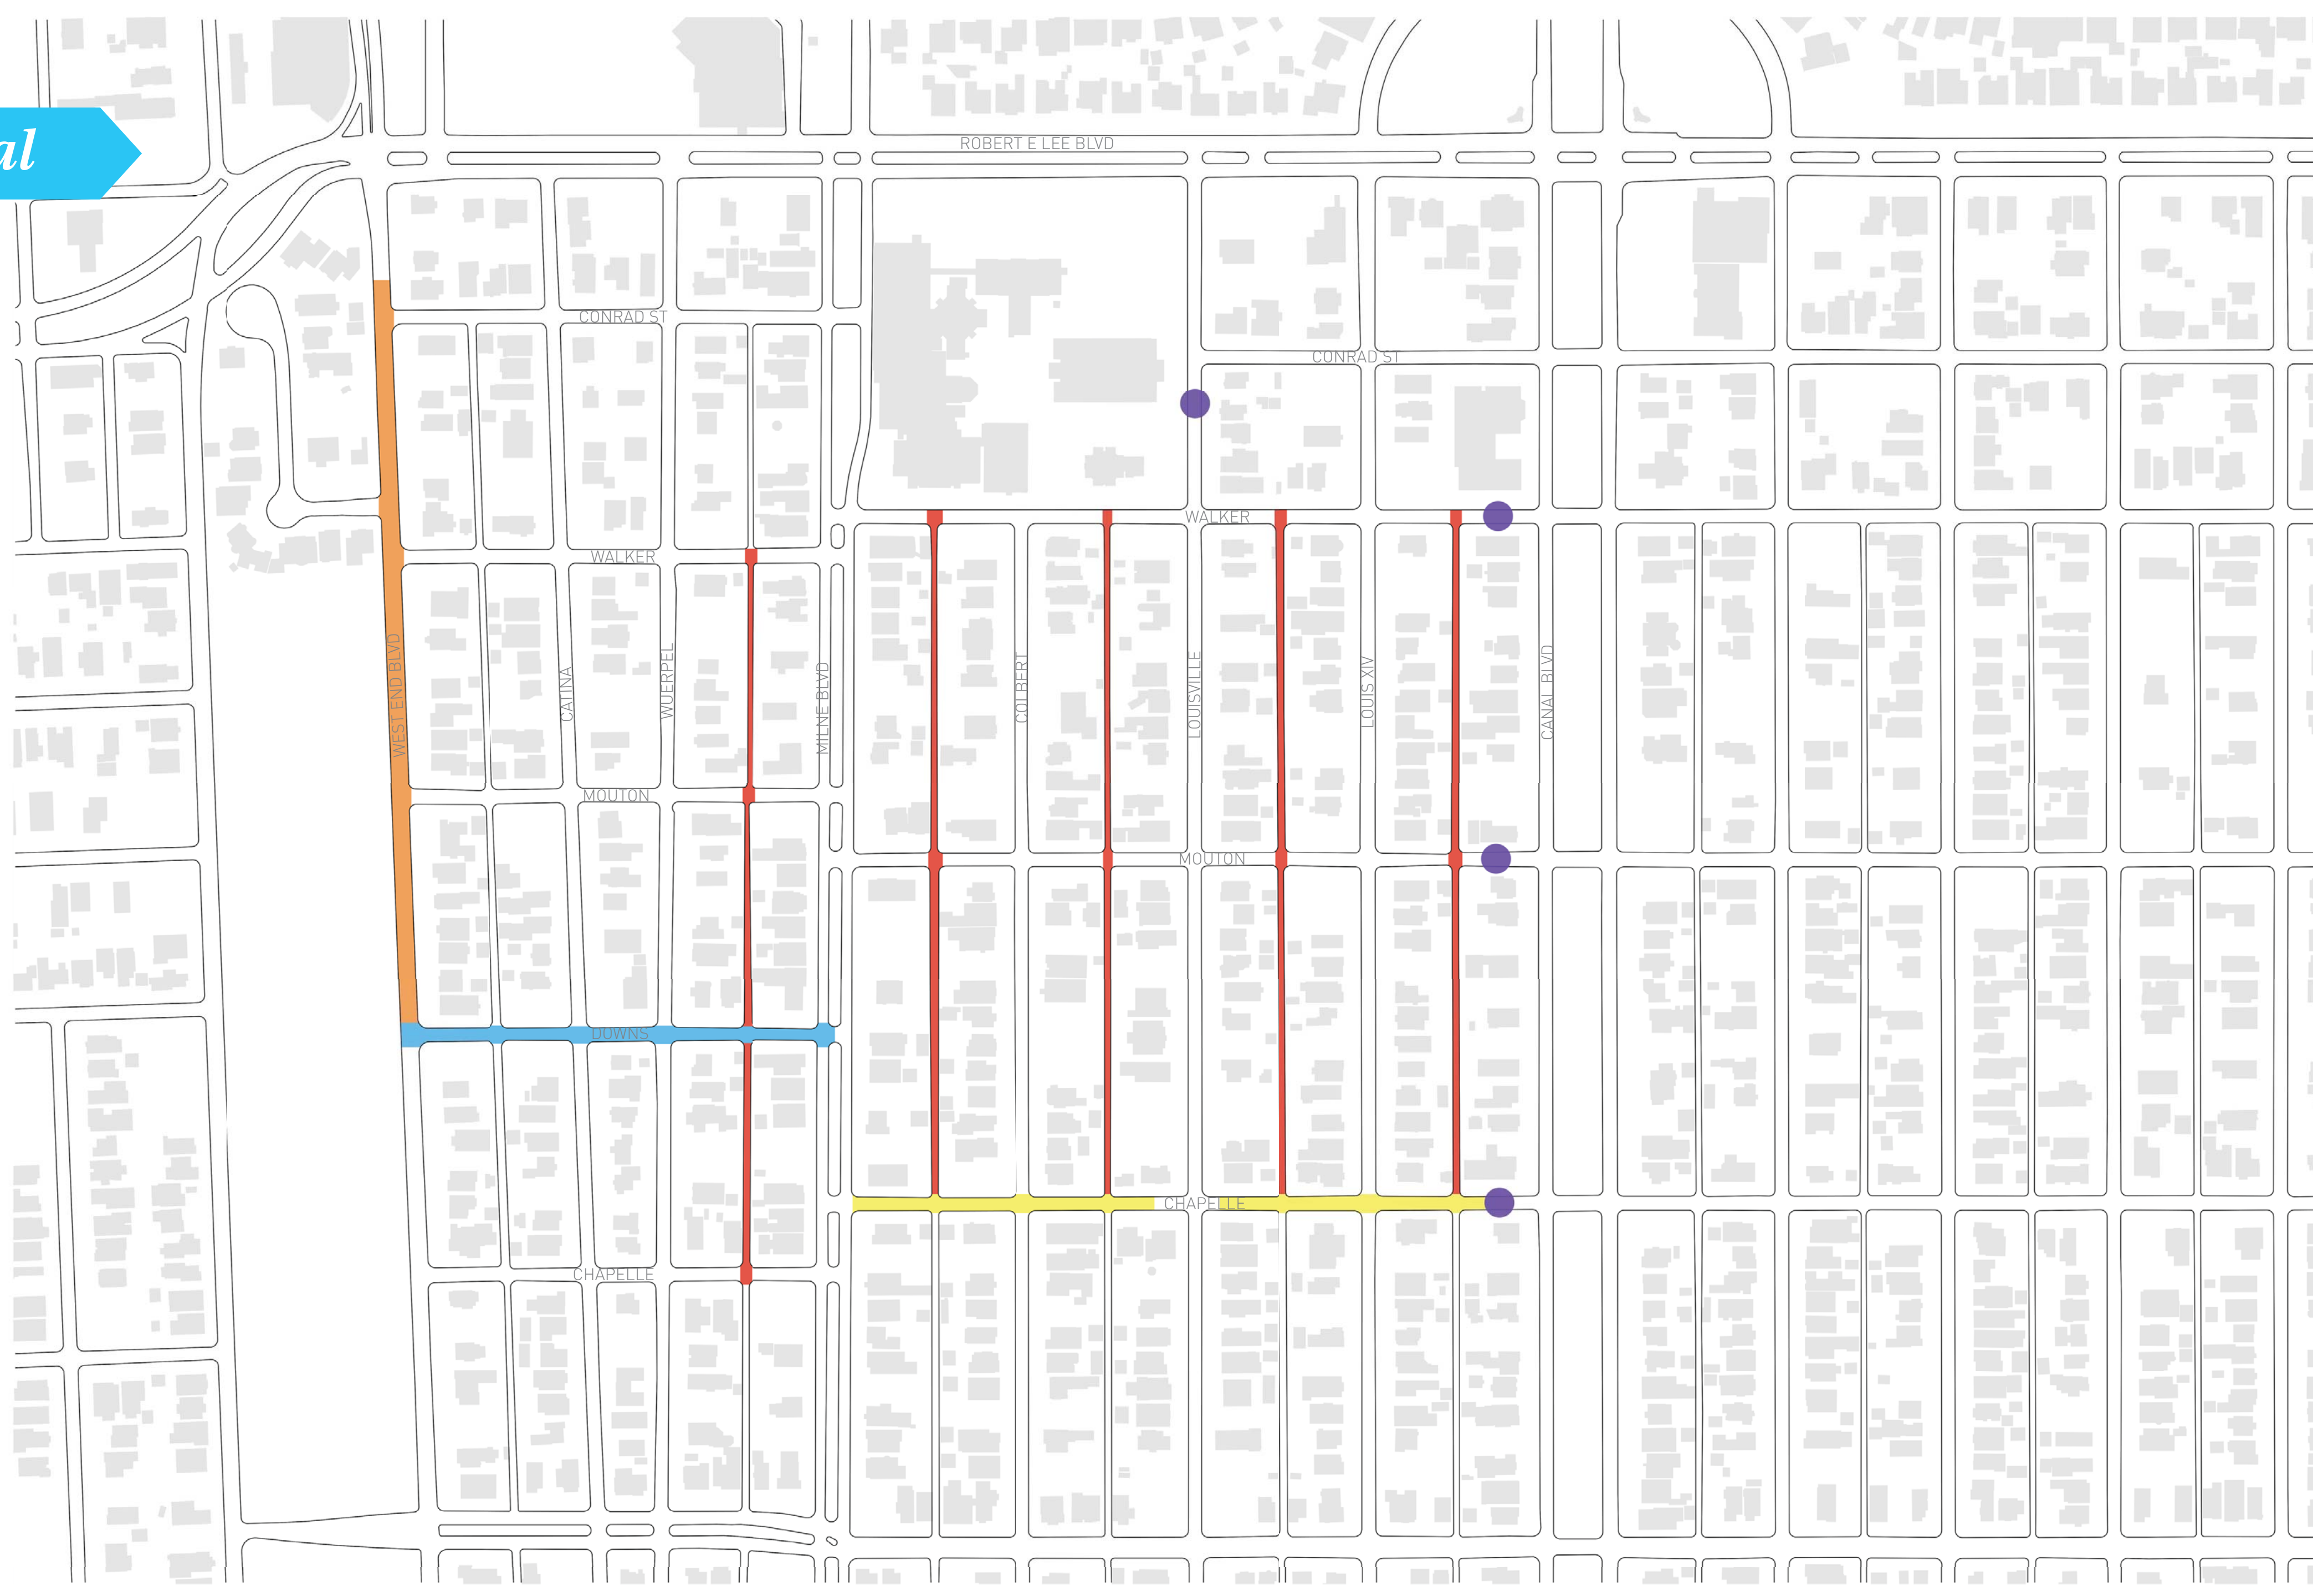 al
ROBERT E LEE BLVD
CONRAD ST
CONRAD ST
WALKER
WALKER
WEST END BLVD
CATINA
WUERPEL
MILNE BLVD
COLBERT
LOUISVILLE
LOUIS XIV
CANAL BLVD
MOUTON
MOUTON
DOWNS
CHAPELLE
CHAPELLE